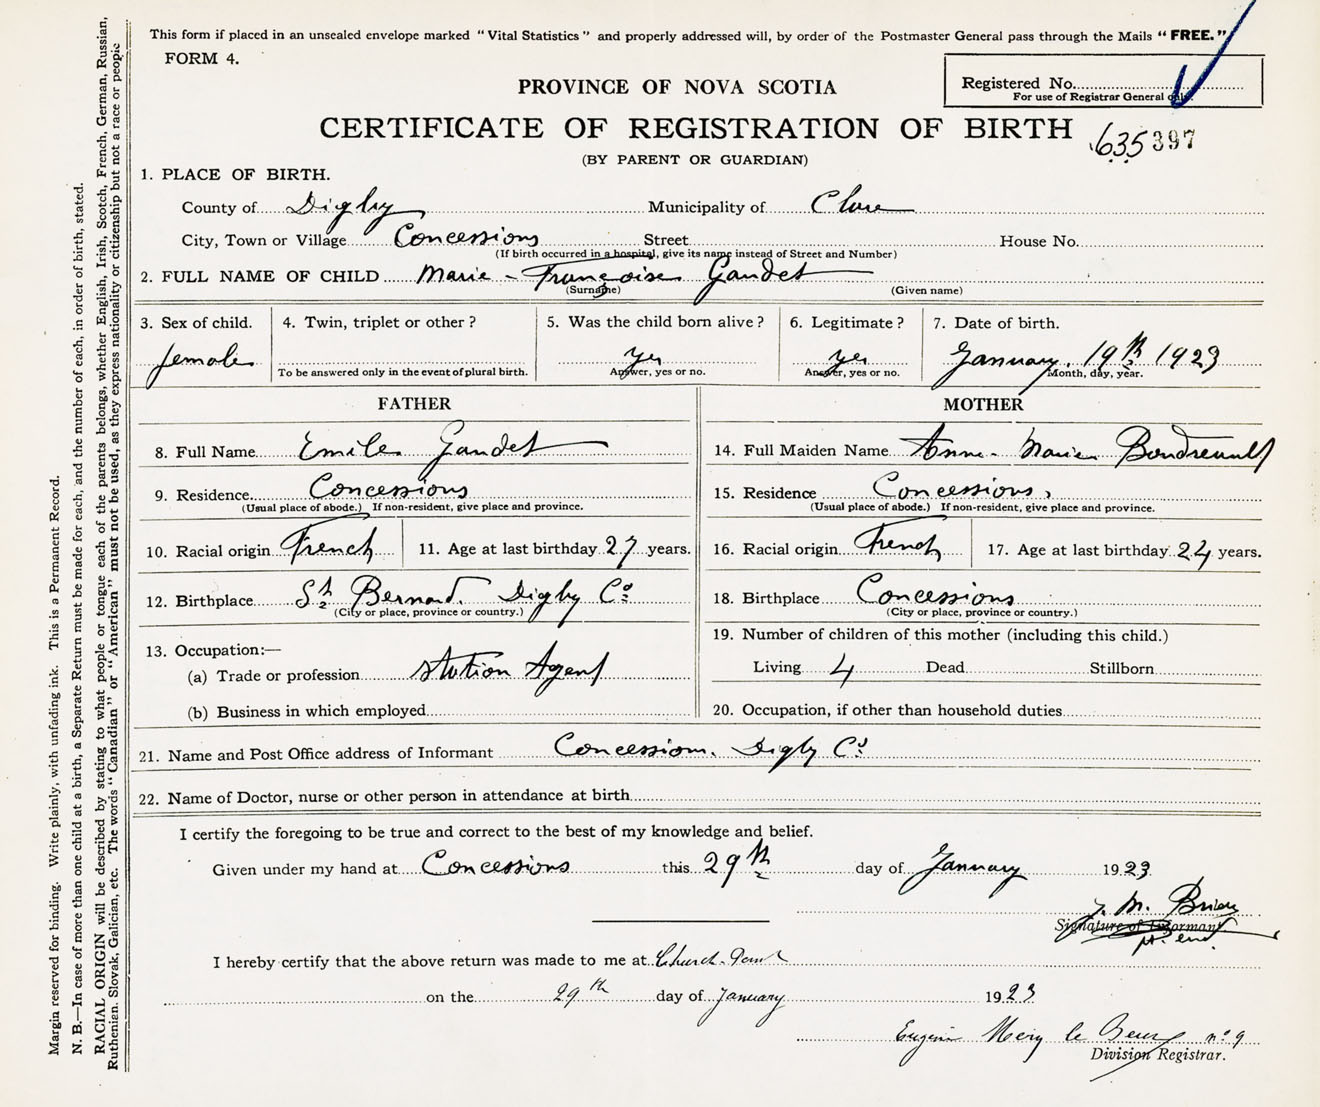 This form if placed in an unsealed envelope marked "Vital Statistics" and properly addressed will, by order of the Postmaster General pass through the Mails "FREE."
FORM 4.
Registered No.
For use of Registrar General only.
PROVINCE OF NOVA SCOTIA
CERTIFICATE OF REGISTRATION OF BIRTH
635397
(BY PARENT OR GUARDIAN)
1. PLACE OF BIRTH.
County of Digby Municipality of Clare
City, Town or Village Concessions Street House No.
(If birth occurred in a hospital, give its name instead of Street and Number)
2. FULL NAME OF CHILD Marie-Françoise Gaudet
(Surname) (Given name)
3. Sex of child. 4. Twin, triplet or other? 5. Was the child born alive? 6. Legitimate? 7. Date of birth.
female yes yes January 19th 1923
To be answered only in the event of plural birth. Answer, yes or no. Answer, yes or no. Month, day, year.
FATHER
8. Full Name Emile Gaudet
9. Residence Concessions
(Usual place of abode.) If non-resident, give place and province.
10. Racial origin French 11. Age at last birthday 27 years.
12. Birthplace St Bernard Digby Co
(City or place, province or country.)
13. Occupation:—
(a) Trade or profession Station Agent
(b) Business in which employed
MOTHER
14. Full Maiden Name Anne-Marie Boudreault
15. Residence Concessions,
(Usual place of abode.) If non-resident, give place and province.
16. Racial origin French 17. Age at last birthday 24 years.
18. Birthplace Concessions
(City or place, province or country.)
19. Number of children of this mother (including this child.)
Living 4 Dead Stillborn
20. Occupation, if other than household duties
21. Name and Post Office address of Informant Concessions. Digby Co
22. Name of Doctor, nurse or other person in attendance at birth
I certify the foregoing to be true and correct to the best of my knowledge and belief.
Given under my hand at Concessions this 29th day of January 1923
J. M. Brien
Signature of Informant
I hereby certify that the above return was made to me at Church Point
on the 29th day of January 1923
Eugène Mery le Beuve no 9
Division Registrar.
Margin reserved for binding. Write plainly, with unfading ink. This is a Permanent Record.
N. B.—In case of more than one child at a birth, a Separate Return must be made for each, and the number of each, in order of birth, stated.
RACIAL ORIGIN will be described by stating to what people or tongue each of the parents belongs, whether English, Irish, Scotch, French, German, Russian,
Ruthenian, Slovak, Galician, etc. The words "Canadian" or "American" must not be used, as they express nationality or citizenship but not a race or people